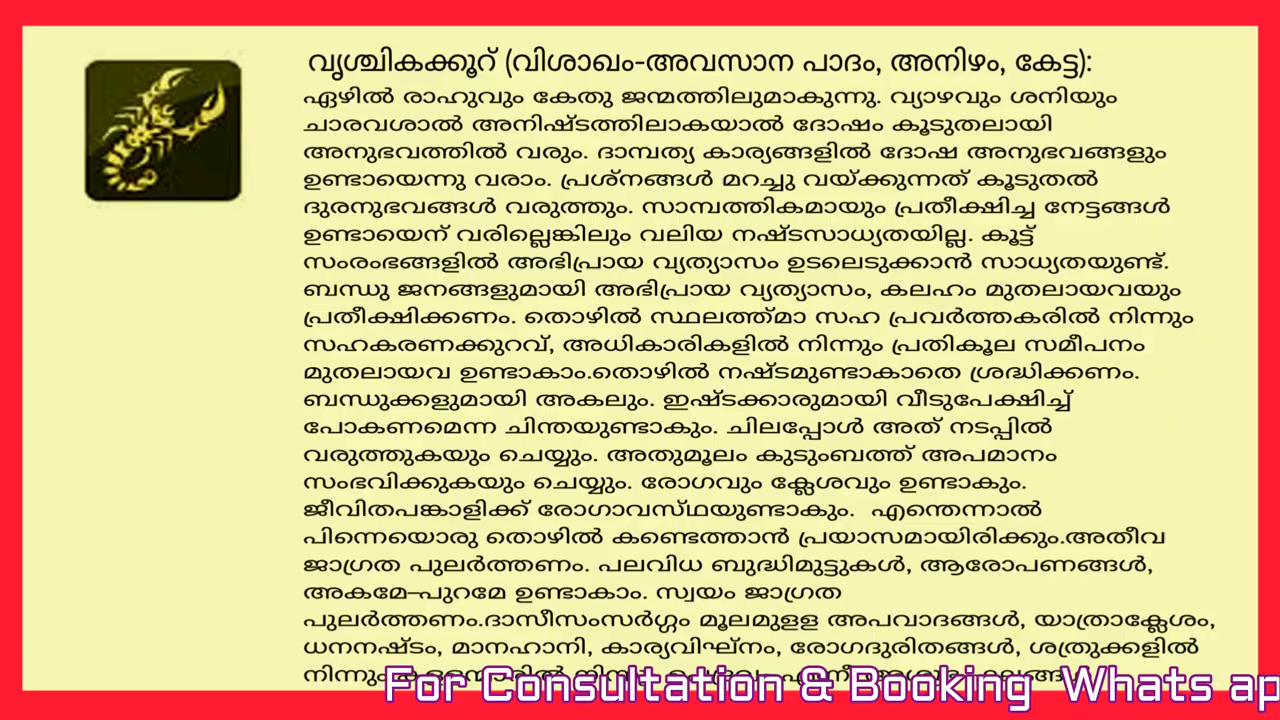 വൃശ്ചികക്കൂറ് (വിശാഖം-അവസാന പാദം, അനിഴം, കേട്ട):
ഏഴിൽ രാഹുവും കേതു ജന്മത്തിലുമാകുന്നു. വ്യാഴവും ശനിയും
ചാരവശാൽ അനിഷ്ടത്തിലാകയാൽ ദോഷം കൂടുതലായി
അനുഭവത്തിൽ വരും. ദാമ്പത്യ കാര്യങ്ങളിൽ ദോഷ അനുഭവങ്ങളും
ഉണ്ടായെന്നു വരാം. പ്രശ്നങ്ങൾ മറച്ചു വയ്ക്കുന്നത് കൂടുതൽ
ദുരനുഭവങ്ങൾ വരുത്തും. സാമ്പത്തികമായും പ്രതീക്ഷിച്ച നേട്ടങ്ങൾ
ഉണ്ടായെന് വരില്ലെങ്കിലും വലിയ നഷ്ടസാധ്യതയില്ല. കൂട്ട്
സംരംഭങ്ങളിൽ അഭിപ്രായ വ്യത്യാസം ഉടലെടുക്കാൻ സാധ്യതയുണ്ട്.
ബന്ധു ജനങ്ങളുമായി അഭിപ്രായ വ്യത്യാസം, കലഹം മുതലായവയും
പ്രതീക്ഷിക്കണം. തൊഴിൽ സ്ഥലത്ത്മാ സഹ പ്രവർത്തകരിൽ നിന്നും
സഹകരണക്കുറവ്, അധികാരികളിൽ നിന്നും പ്രതികൂല സമീപനം
മുതലായവ ഉണ്ടാകാം.തൊഴിൽ നഷ്ടമുണ്ടാകാതെ ശ്രദ്ധിക്കണം.
ബന്ധുക്കളുമായി അകലും. ഇഷ്ടക്കാരുമായി വീടുപേക്ഷിച്ച്
പോകണമെന്ന ചിന്തയുണ്ടാകും. ചിലപ്പോൾ അത് നടപ്പിൽ
വരുത്തുകയും ചെയ്യും. അതുമൂലം കുടുംബത്ത് അപമാനം
സംഭവിക്കുകയും ചെയ്യും. രോഗവും ക്ലേശവും ഉണ്ടാകും.
ജീവിതപങ്കാളിക്ക് രോഗാവസ്ഥയുണ്ടാകും. എന്തെന്നാൽ
പിന്നെയൊരു തൊഴിൽ കണ്ടെത്താൻ പ്രയാസമായിരിക്കും.അതീവ
ജാഗ്രത പുലർത്തണം. പലവിധ ബുദ്ധിമുട്ടുകൾ, ആരോപണങ്ങൾ,
അകമേ–പുറമേ ഉണ്ടാകാം. സ്വയം ജാഗ്രത
പുലർത്തണം.ദാസീസംസർഗ്ഗം മൂലമുളള അപവാദങ്ങൾ, യാത്രാക്ലേശം,
ധനനഷ്ടം, മാനഹാനി, കാര്യവിഘ്നം, രോഗദുരിതങ്ങൾ, ശത്രുക്കളിൽ
നിന്നും
For Consultation & Booking Whats ap